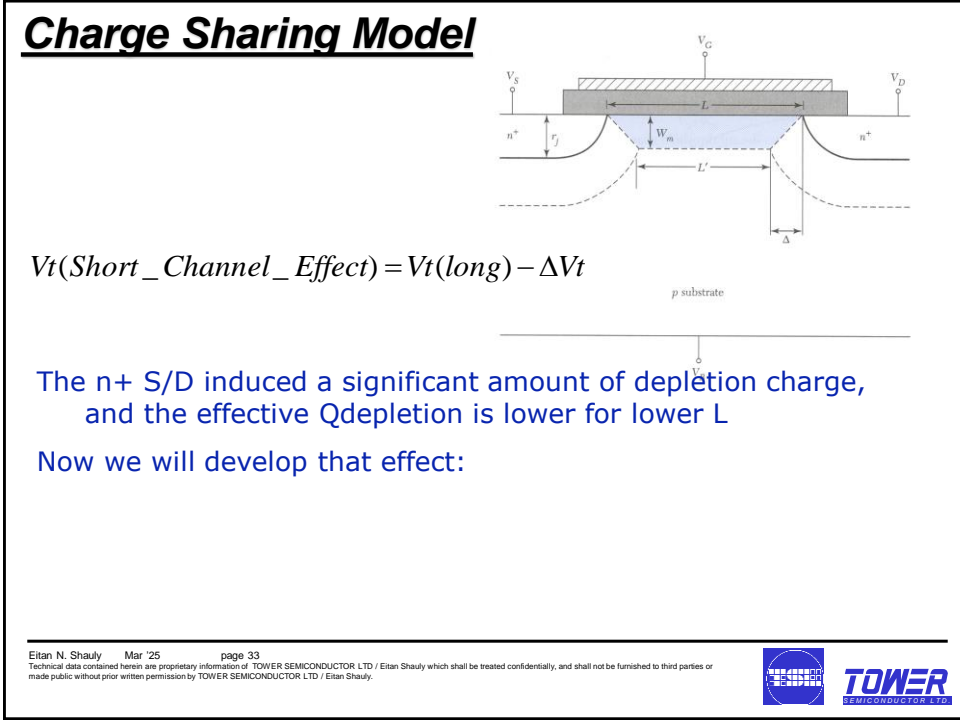 Charge Sharing Model
V_G
V_S
V_D
L
n⁺
r_j
W_m
n⁺
L′
Δ
Vt(Short _ Channel _ Effect) = Vt(long) − ΔVt
p substrate
The n+ S/D induced a significant amount of depletion charge,
and the effective Qdepletion is lower for lower L
Now we will develop that effect:
Eitan N. Shauly Mar '25 page 33
Technical data contained herein are proprietary information of TOWER SEMICONDUCTOR LTD / Eitan Shauly which shall be treated confidentially, and shall not be furnished to third parties or
made public without prior written permission by TOWER SEMICONDUCTOR LTD / Eitan Shauly.
TOWER
SEMICONDUCTOR LTD.